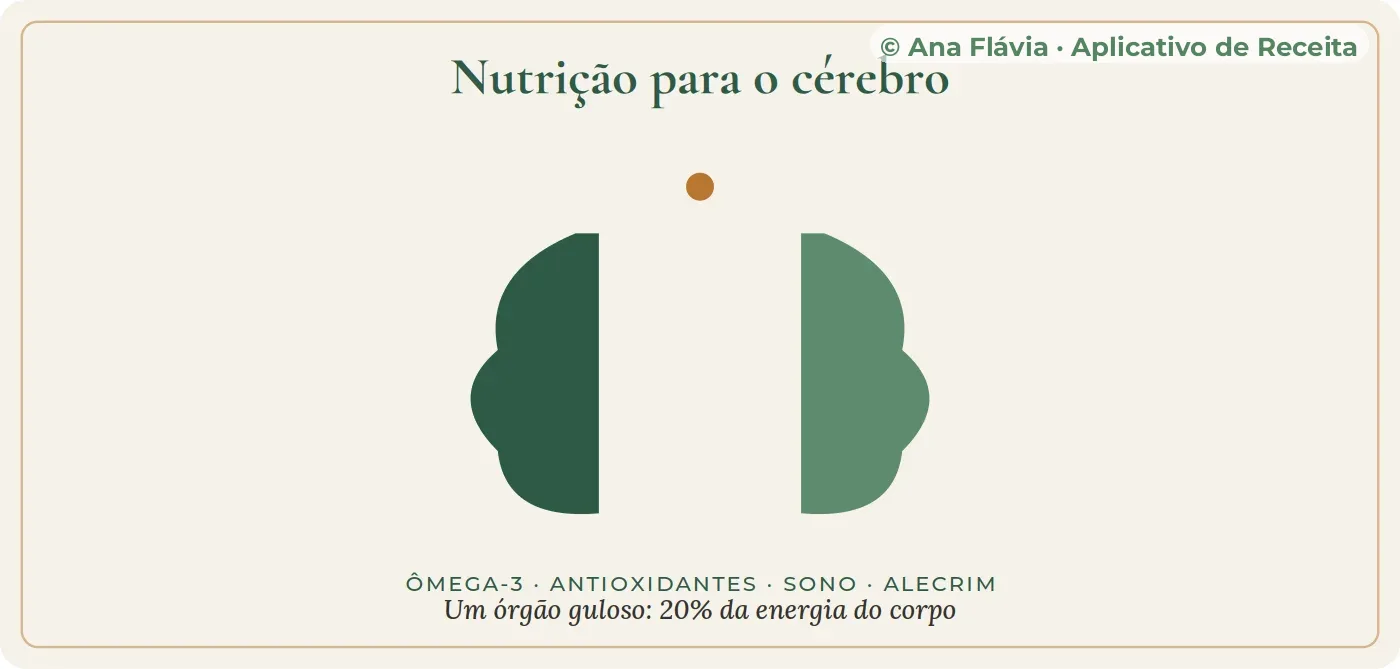 © Ana Flávia · Aplicativo de Receita
Nutrição para o cérebro
ÔMEGA-3 · ANTIOXIDANTES · SONO · ALECRIM
Um órgão guloso: 20% da energia do corpo